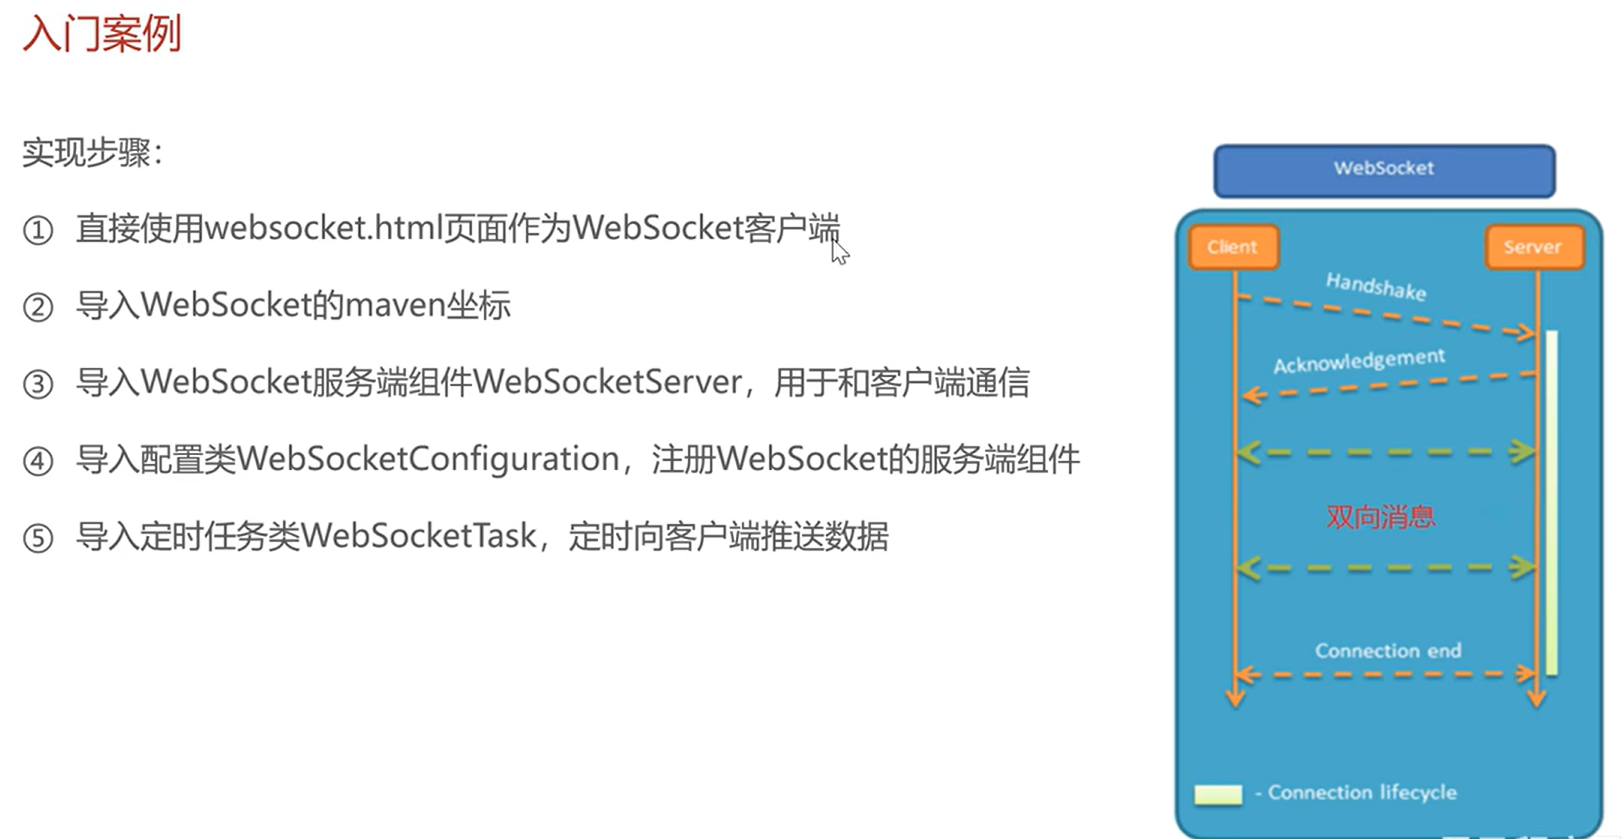 入门案例
实现步骤：
① 直接使用websocket.html页面作为WebSocket客户端
② 导入WebSocket的maven坐标
③ 导入WebSocket服务端组件WebSocketServer，用于和客户端通信
④ 导入配置类WebSocketConfiguration，注册WebSocket的服务端组件
⑤ 导入定时任务类WebSocketTask，定时向客户端推送数据
WebSocket
Client
Server
Handshake
Acknowledgement
双向消息
Connection end
- Connection lifecycle